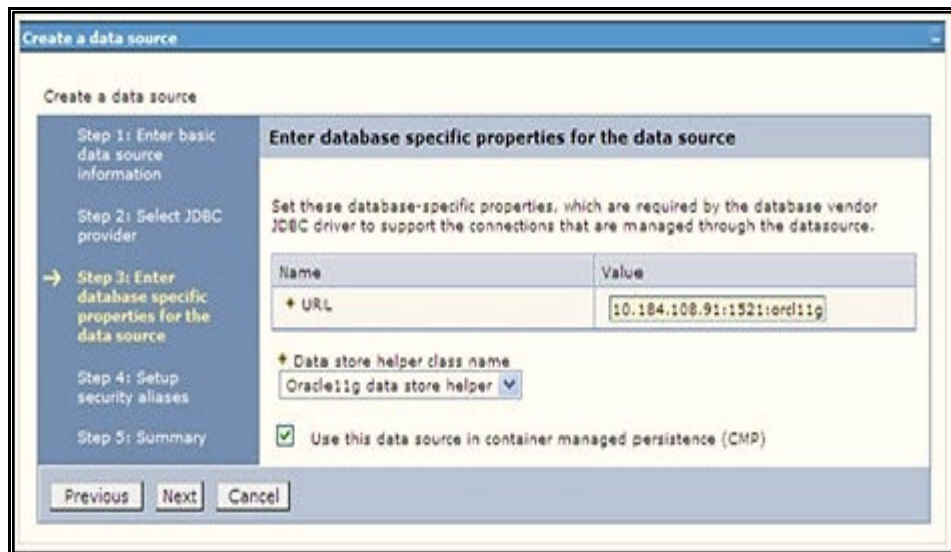 Create a data source
Create a data source
Step 1: Enter basic
data source
information
Step 2: Select JDBC
provider
Step 3: Enter
database specific
properties for the
data source
Step 4: Setup
security aliases
Step 5: Summary
Enter database specific properties for the data source
Set these database-specific properties, which are required by the database vendor
JDBC driver to support the connections that are managed through the datasource.
Name Value
URL 10.184.108.91:1521:orcl11g
Data store helper class name
Oracle11g data store helper
Use this data source in container managed persistence (CMP)
Previous Next Cancel